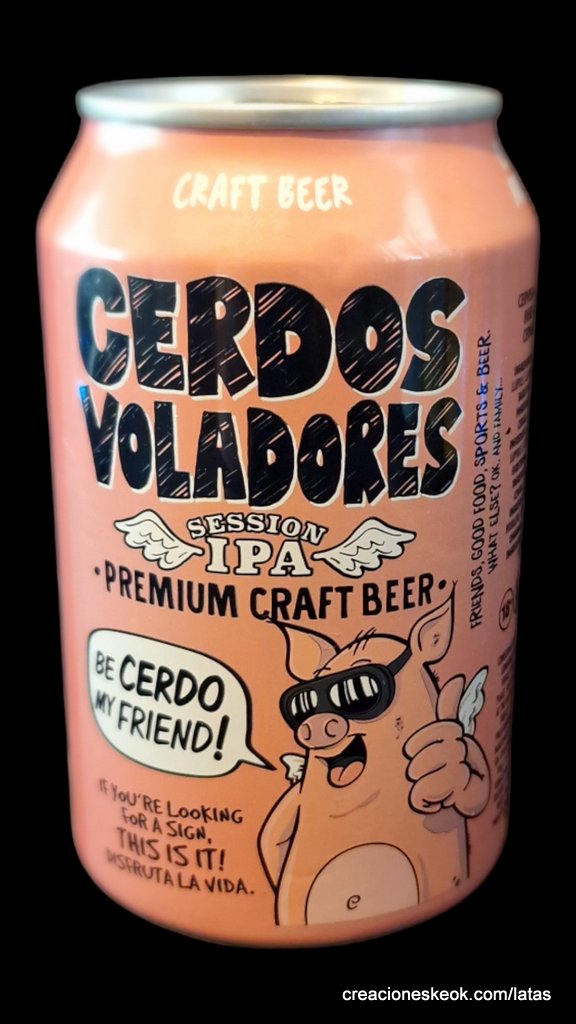 CRAFT BEER
CERDOS
VOLADORES
SESSION
IPA
•PREMIUM CRAFT BEER•
BE CERDO
MY FRIEND!
IF YOU'RE LOOKING
FOR A SIGN,
THIS IS IT!
DISFRUTA LA VIDA.
FRIENDS, GOOD FOOD, SPORTS & BEER.
WHAT ELSE? OK, AND FAMILY...
creacioneskeok.com/latas